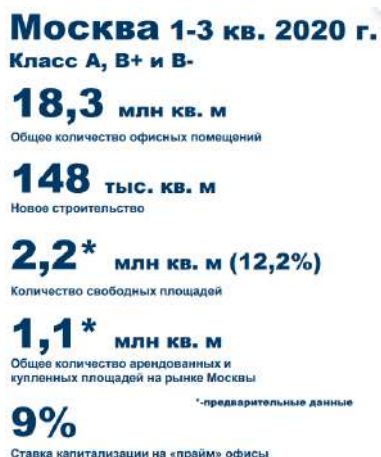 Москва 1-3 кв. 2020 г.
Класс А, В+ и В-
18,3 млн кв. м
Общее количество офисных помещений
148 тыс. кв. м
Новое строительство
2,2* млн кв. м (12,2%)
Количество свободных площадей
1,1* млн кв. м
Общее количество арендованных и
купленных площадей на рынке Москвы
*-предварительные данные
9%
Ставка капитализации на «прайм» офисы